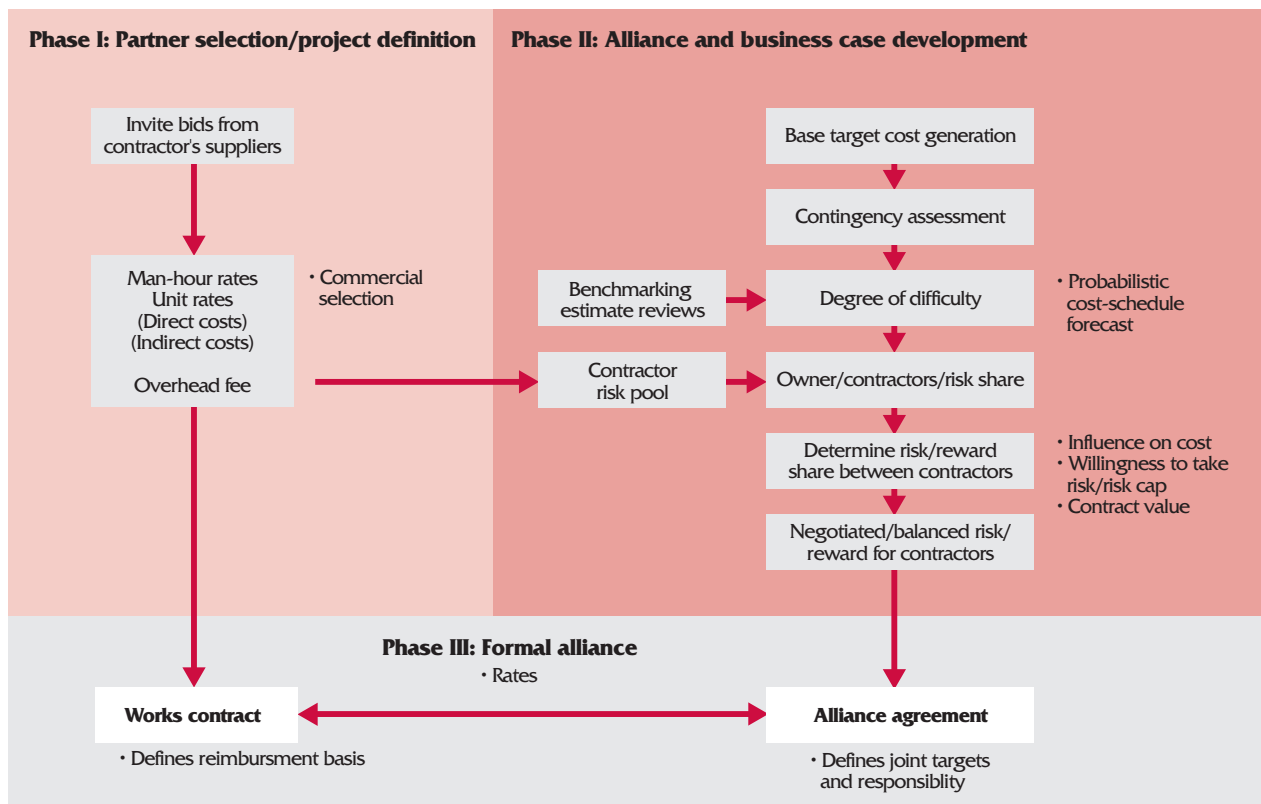 Phase I: Partner selection/project definition
Invite bids from
contractor's suppliers
Man-hour rates
Unit rates
(Direct costs)
(Indirect costs)
Overhead fee
• Commercial
selection
Phase II: Alliance and business case development
Base target cost generation
Contingency assessment
Benchmarking
estimate reviews
Degree of difficulty
• Probabilistic
cost-schedule
forecast
Contractor
risk pool
Owner/contractors/risk share
Determine risk/reward
share between contractors
• Influence on cost
• Willingness to take
risk/risk cap
• Contract value
Negotiated/balanced risk/
reward for contractors
Phase III: Formal alliance
• Rates
Works contract
• Defines reimbursment basis
Alliance agreement
• Defines joint targets
and responsiblity